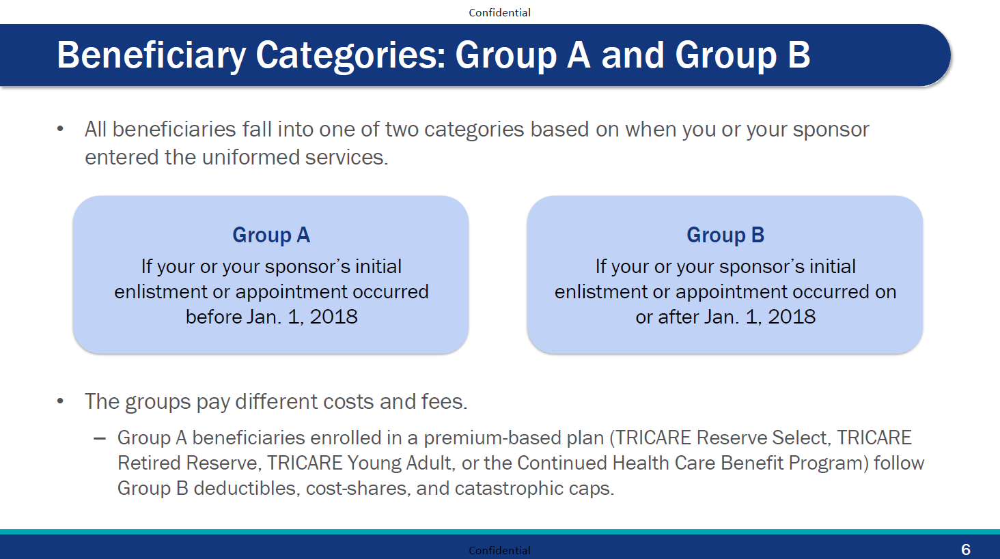 Confidential
Beneficiary Categories: Group A and Group B
• All beneficiaries fall into one of two categories based on when you or your sponsor
entered the uniformed services.
Group A
If your or your sponsor’s initial
enlistment or appointment occurred
before Jan. 1, 2018
Group B
If your or your sponsor’s initial
enlistment or appointment occurred on
or after Jan. 1, 2018
• The groups pay different costs and fees.
– Group A beneficiaries enrolled in a premium-based plan (TRICARE Reserve Select, TRICARE
Retired Reserve, TRICARE Young Adult, or the Continued Health Care Benefit Program) follow
Group B deductibles, cost-shares, and catastrophic caps.
Confidential
6